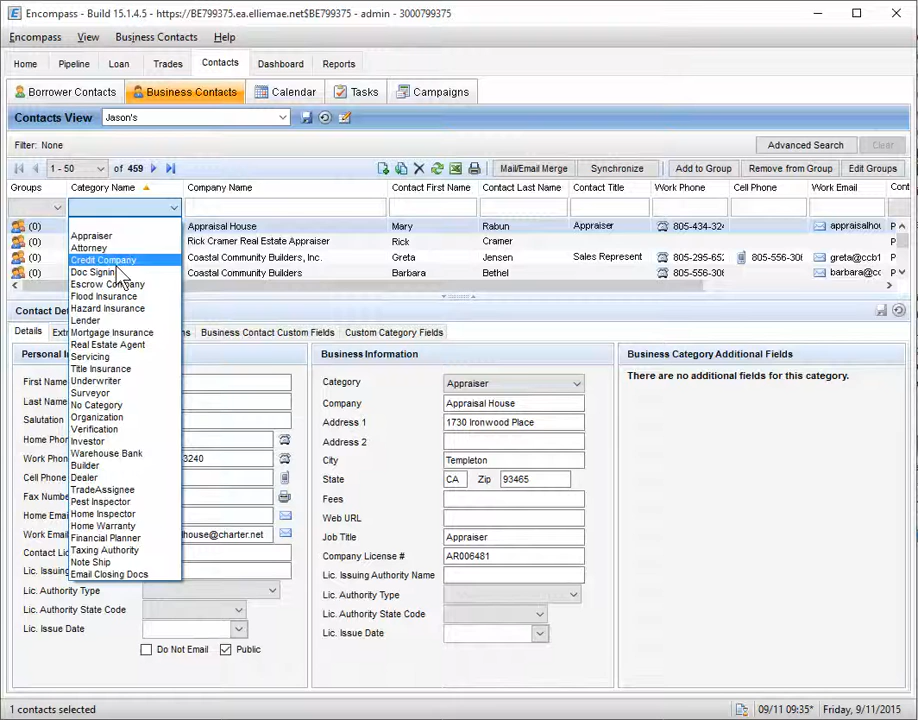 Encompass - Build 15.1.4.5 - https://BE799375.ea.elliemae.net$BE799375 - admin - 3000799375
Encompass View Business Contacts Help
Home Pipeline Loan Trades Contacts Dashboard Reports
Borrower Contacts Business Contacts Calendar Tasks Campaigns
Contacts View Jason's
Filter: None Advanced Search Clear
1 - 50 of 459 Mail/Email Merge Synchronize Add to Group Remove from Group Edit Groups
Groups Category Name Company Name Contact First Name Contact Last Name Contact Title Work Phone Cell Phone Work Email Cont
(0) Appraisal House Mary Rabun Appraiser 805-434-324 appraisalhou P
(0) Rick Cramer Real Estate Appraiser Rick Cramer P
(0) Coastal Community Builders, Inc. Greta Jensen Sales Represent 805-295-652 805-556-306 greta@ccb1 P
(0) Coastal Community Builders Barbara Bethel 805-556-306 barbara@cc P
Appraiser
Attorney
Credit Company
Doc Signin
Escrow Company
Flood Insurance
Hazard Insurance
Lender
Mortgage Insurance
Real Estate Agent
Servicing
Title Insurance
Underwriter
Surveyor
No Category
Organization
Verification
Investor
Warehouse Bank
Builder
Dealer
TradeAssignee
Pest Inspector
Home Inspector
Home Warranty
Financial Planner
Taxing Authority
Note Ship
Email Closing Docs
Contact De
Details Extr ns Business Contact Custom Fields Custom Category Fields
Personal In
First Name
Last Name
Salutation
Home Phon
Work Phon 3240
Cell Phone
Fax Numbe
Home Emai
Work Email house@charter.net
Contact Lic
Lic. Issuing
Lic. Authority Type
Lic. Authority State Code
Lic. Issue Date
Do Not Email Public
Business Information
Category Appraiser
Company Appraisal House
Address 1 1730 Ironwood Place
Address 2
City Templeton
State CA Zip 93465
Fees
Web URL
Job Title Appraiser
Company License # AR006481
Lic. Issuing Authority Name
Lic. Authority Type
Lic. Authority State Code
Lic. Issue Date
Business Category Additional Fields
There are no additional fields for this category.
1 contacts selected 09/11 09:35* Friday, 9/11/2015